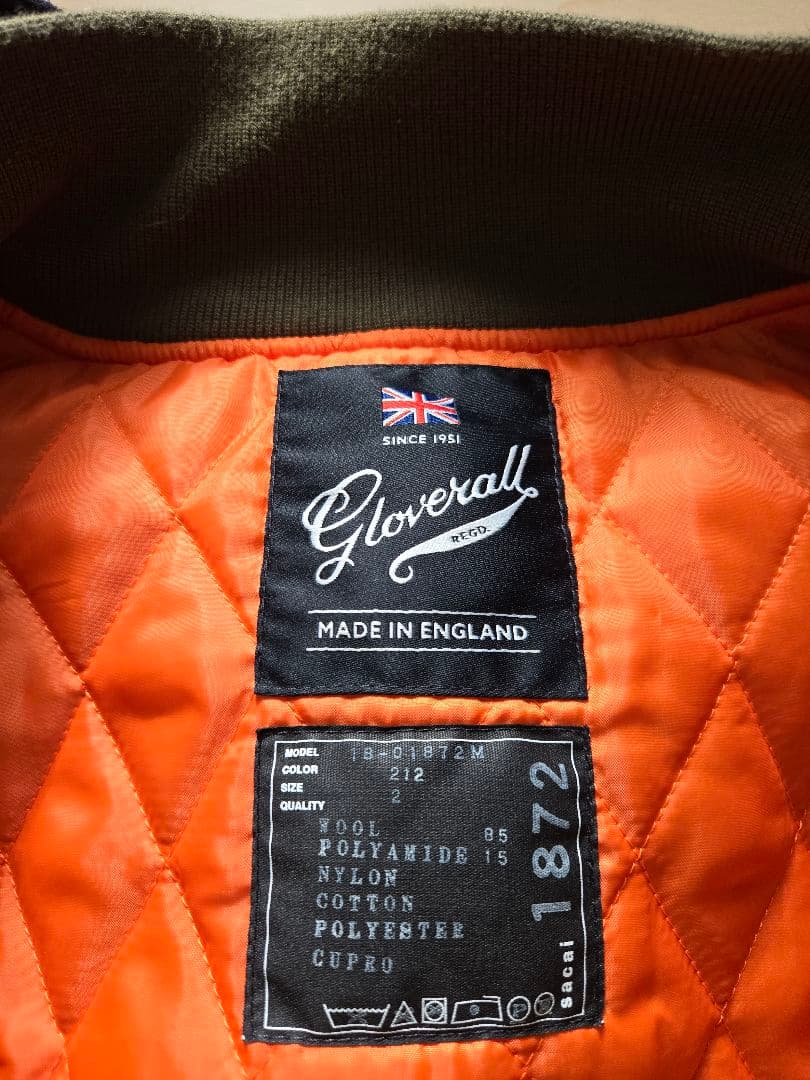 SINCE 1951
Gloverall
REGD.
MADE IN ENGLAND
MODEL 18-01872M
COLOR 212
SIZE 2
QUALITY
WOOL 85
POLYAMIDE 15
NYLON
COTTON
POLYESTER
CUPRO
sacai 1872